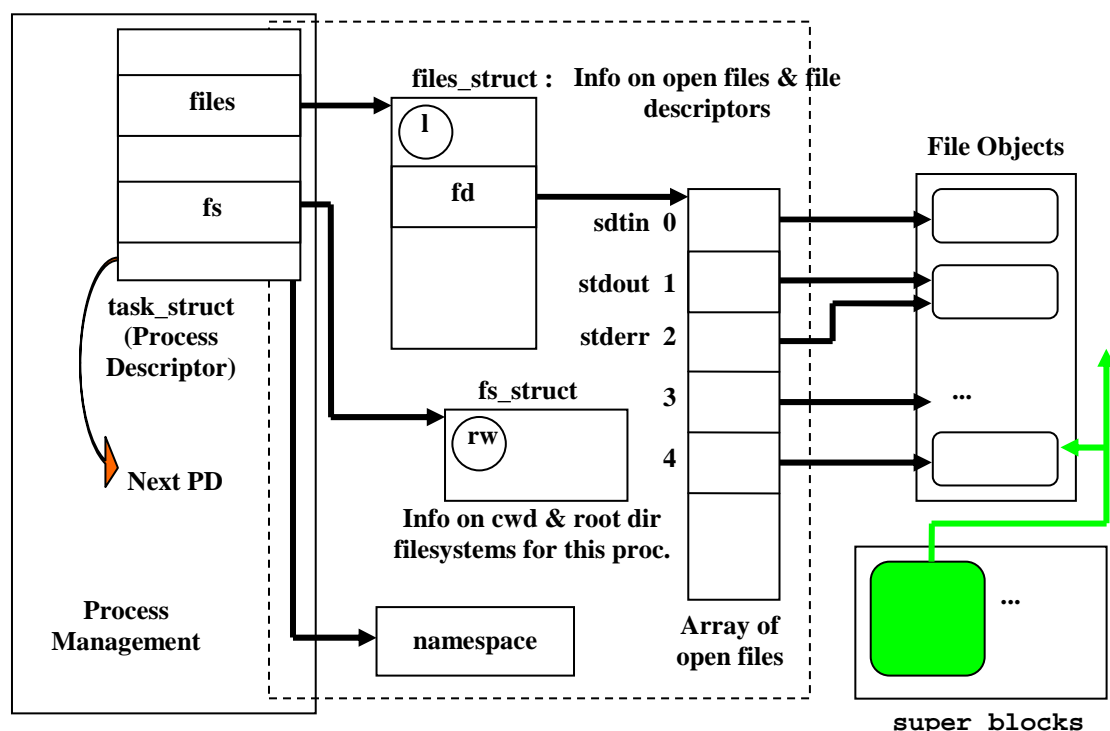 files_struct : Info on open files & file
descriptors
files
l
File Objects
fd
fs
sdtin 0
stdout 1
task_struct
(Process
Descriptor)
stderr 2
fs_struct
3
...
rw
4
Next PD
Info on cwd & root dir
filesystems for this proc.
...
Process
Management
namespace
Array of
open files
super blocks